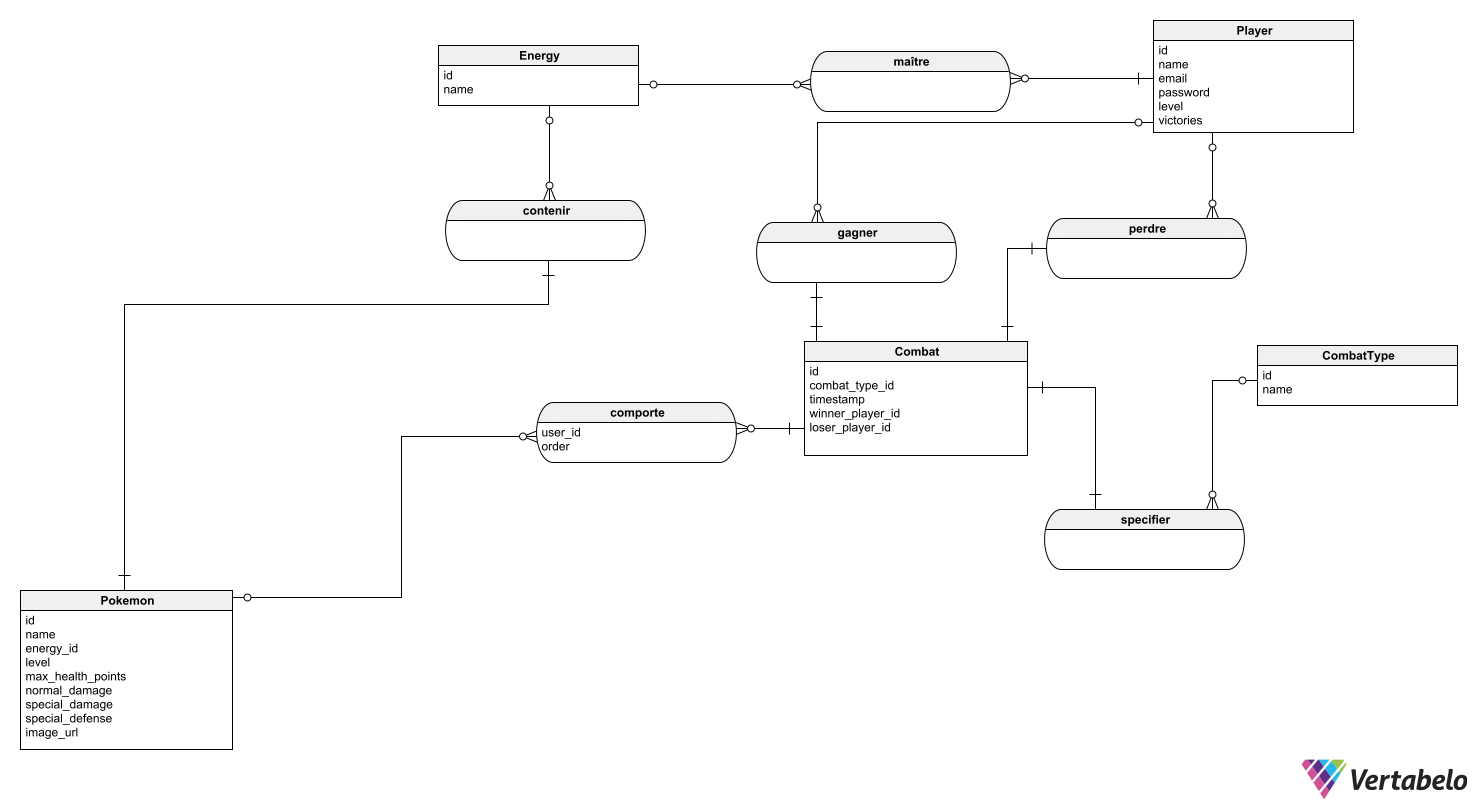 Player
id
name
email
password
level
victories
Energy
id
name
maître
contenir
gagner
perdre
Combat
id
combat_type_id
timestamp
winner_player_id
loser_player_id
CombatType
id
name
comporte
user_id
order
specifier
Pokemon
id
name
energy_id
level
max_health_points
normal_damage
special_damage
special_defense
image_url
Vertabelo